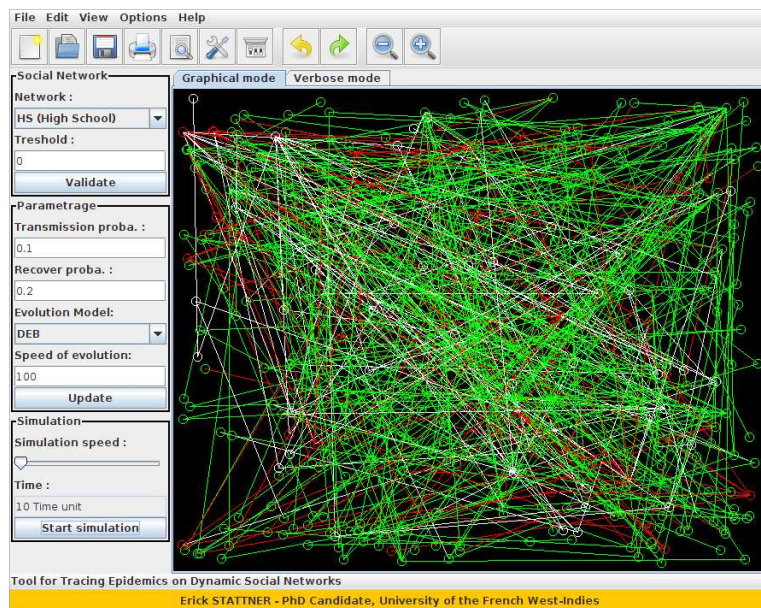 File Edit View Options Help
Social Network
Network :
HS (High School)
Treshold :
0
Validate
Parametrage
Transmission proba. :
0.1
Recover proba. :
0.2
Evolution Model:
DEB
Speed of evolution:
100
Update
Simulation
Simulation speed :
Time :
10 Time unit
Start simulation
Graphical mode Verbose mode
Tool for Tracing Epidemics on Dynamic Social Networks
Erick STATTNER - PhD Candidate, University of the French West-Indies